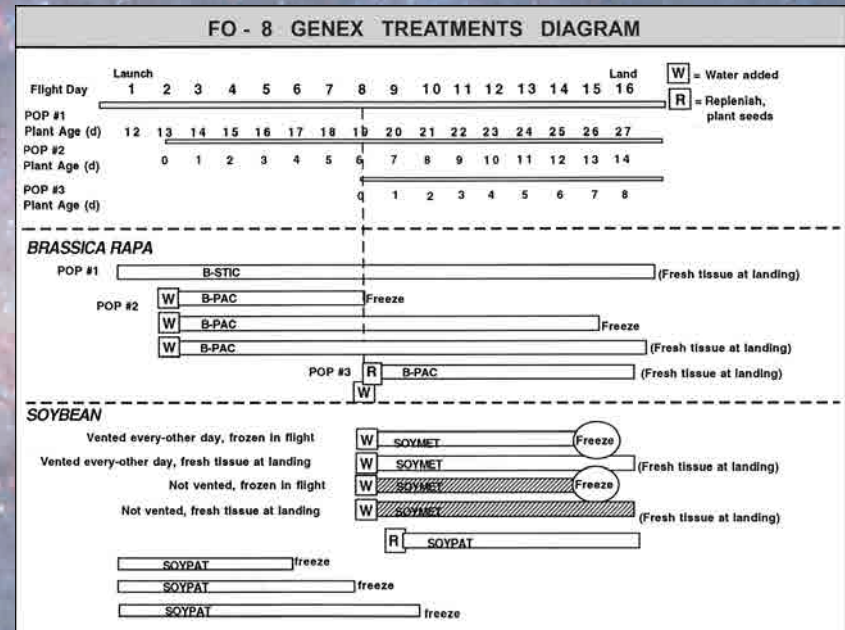 FO - 8 GENEX TREATMENTS DIAGRAM
Launch Land
Flight Day 1 2 3 4 5 6 7 8 9 10 11 12 13 14 15 16
W = Water added
R = Replenish,
plant seeds
POP #1
Plant Age (d) 12 13 14 15 16 17 18 19 20 21 22 23 24 25 26 27
POP #2
Plant Age (d) 0 1 2 3 4 5 6 7 8 9 10 11 12 13 14
POP #3
Plant Age (d) 0 1 2 3 4 5 6 7 8
BRASSICA RAPA
POP #1 B-STIC (Fresh tissue at landing)
POP #2 W B-PAC Freeze
W B-PAC Freeze
W B-PAC (Fresh tissue at landing)
POP #3 R B-PAC (Fresh tissue at landing)
W
SOYBEAN
Vented every-other day, frozen in flight W SOYMET Freeze
Vented every-other day, fresh tissue at landing W SOYMET (Fresh tissue at landing)
Not vented, frozen in flight W SOYMET Freeze
Not vented, fresh tissue at landing W SOYMET (Fresh tissue at landing)
R SOYPAT
SOYPAT freeze
SOYPAT freeze
SOYPAT freeze